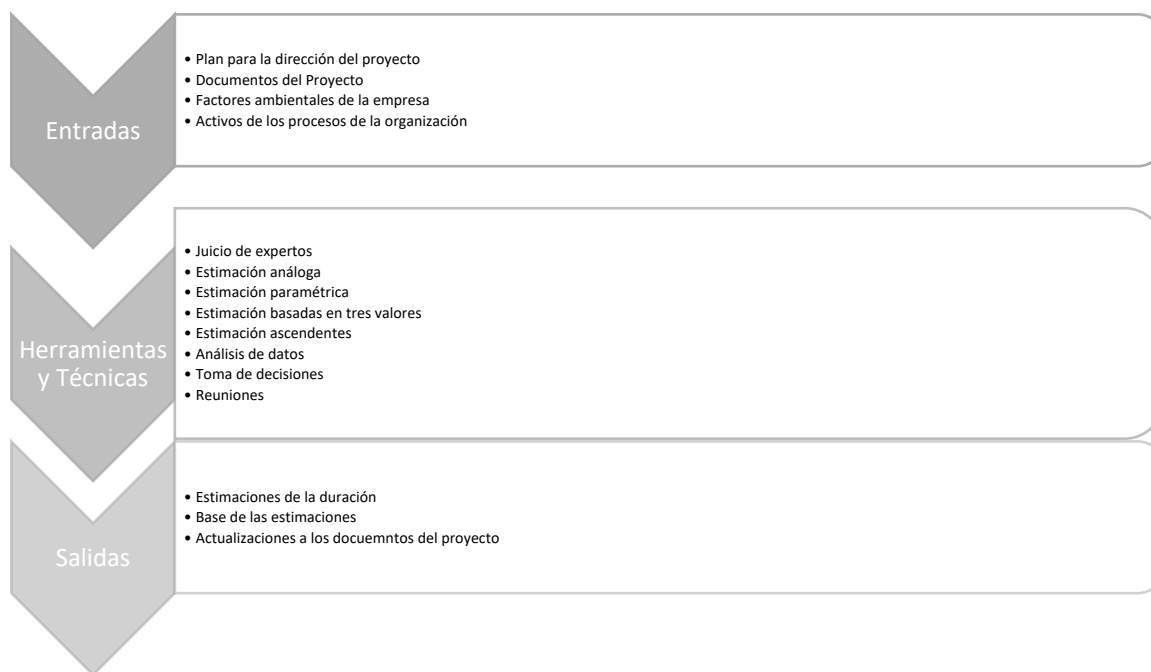 Entradas
• Plan para la dirección del proyecto
• Documentos del Proyecto
• Factores ambientales de la empresa
• Activos de los procesos de la organización
Herramientas
y Técnicas
• Juicio de expertos
• Estimación análoga
• Estimación paramétrica
• Estimación basadas en tres valores
• Estimación ascendentes
• Análisis de datos
• Toma de decisiones
• Reuniones
Salidas
• Estimaciones de la duración
• Base de las estimaciones
• Actualizaciones a los docuemntos del proyecto